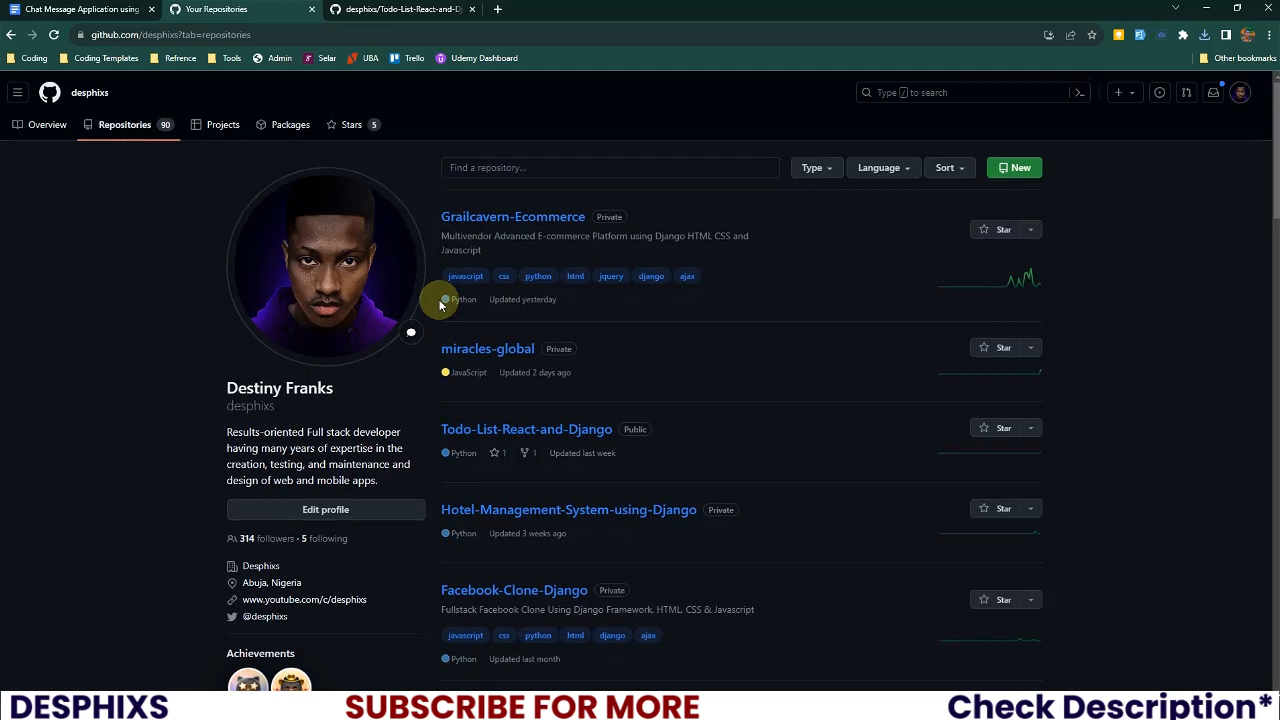 Chat Message Application using
Your Repositories
desphixs/Todo-List-React-and-Dj
github.com/desphixs?tab=repositories
Coding
Coding Templates
Refrence
Tools
Admin
Selar
UBA
Trello
Udemy Dashboard
Other bookmarks
desphixs
Type / to search
Overview
Repositories 90
Projects
Packages
Stars 5
Find a repository...
Type
Language
Sort
New
Grailcavern-Ecommerce Private
Star
Multivendor Advanced E-commerce Platform using Django HTML CSS and
Javascript
javascript css python html jquery django ajax
Python Updated yesterday
miracles-global Private
Star
JavaScript Updated 2 days ago
Todo-List-React-and-Django Public
Star
Python 1 1 Updated last week
Hotel-Management-System-using-Django Private
Star
Python Updated 3 weeks ago
Facebook-Clone-Django Private
Star
Fullstack Facebook Clone Using Django Framework, HTML, CSS & Javascript
javascript css python html django ajax
Python Updated last month
Destiny Franks
desphixs
Results-oriented Full stack developer
having many years of expertise in the
creation, testing, and maintenance and
design of web and mobile apps.
Edit profile
314 followers · 5 following
Desphixs
Abuja, Nigeria
www.youtube.com/c/desphixs
@desphixs
Achievements
DESPHIXS
SUBSCRIBE FOR MORE
Check Description*